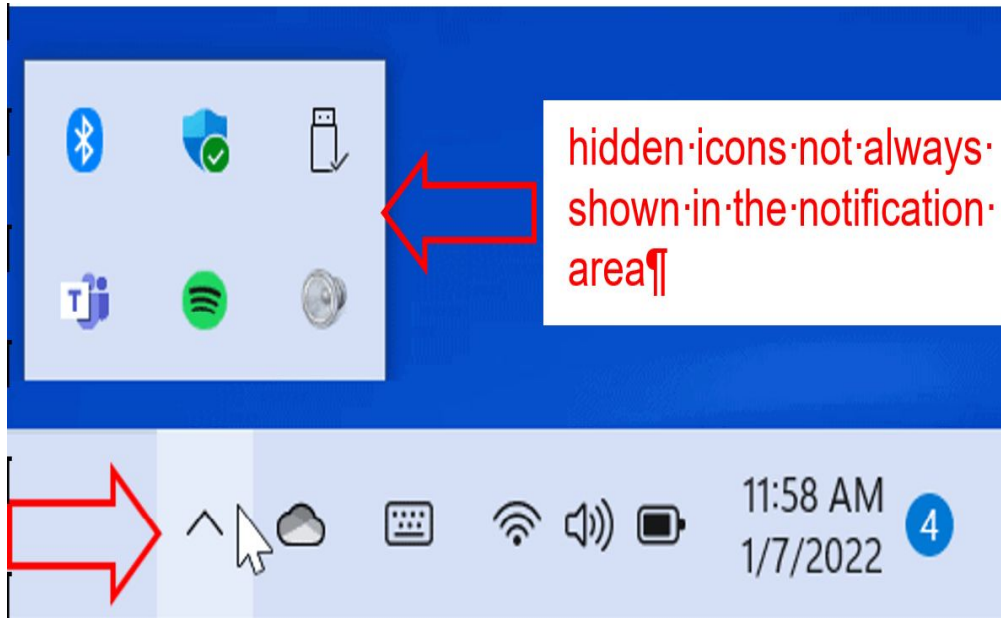 hidden·icons·not·always·
shown·in·the·notification·
area¶
T
11:58 AM
1/7/2022
4